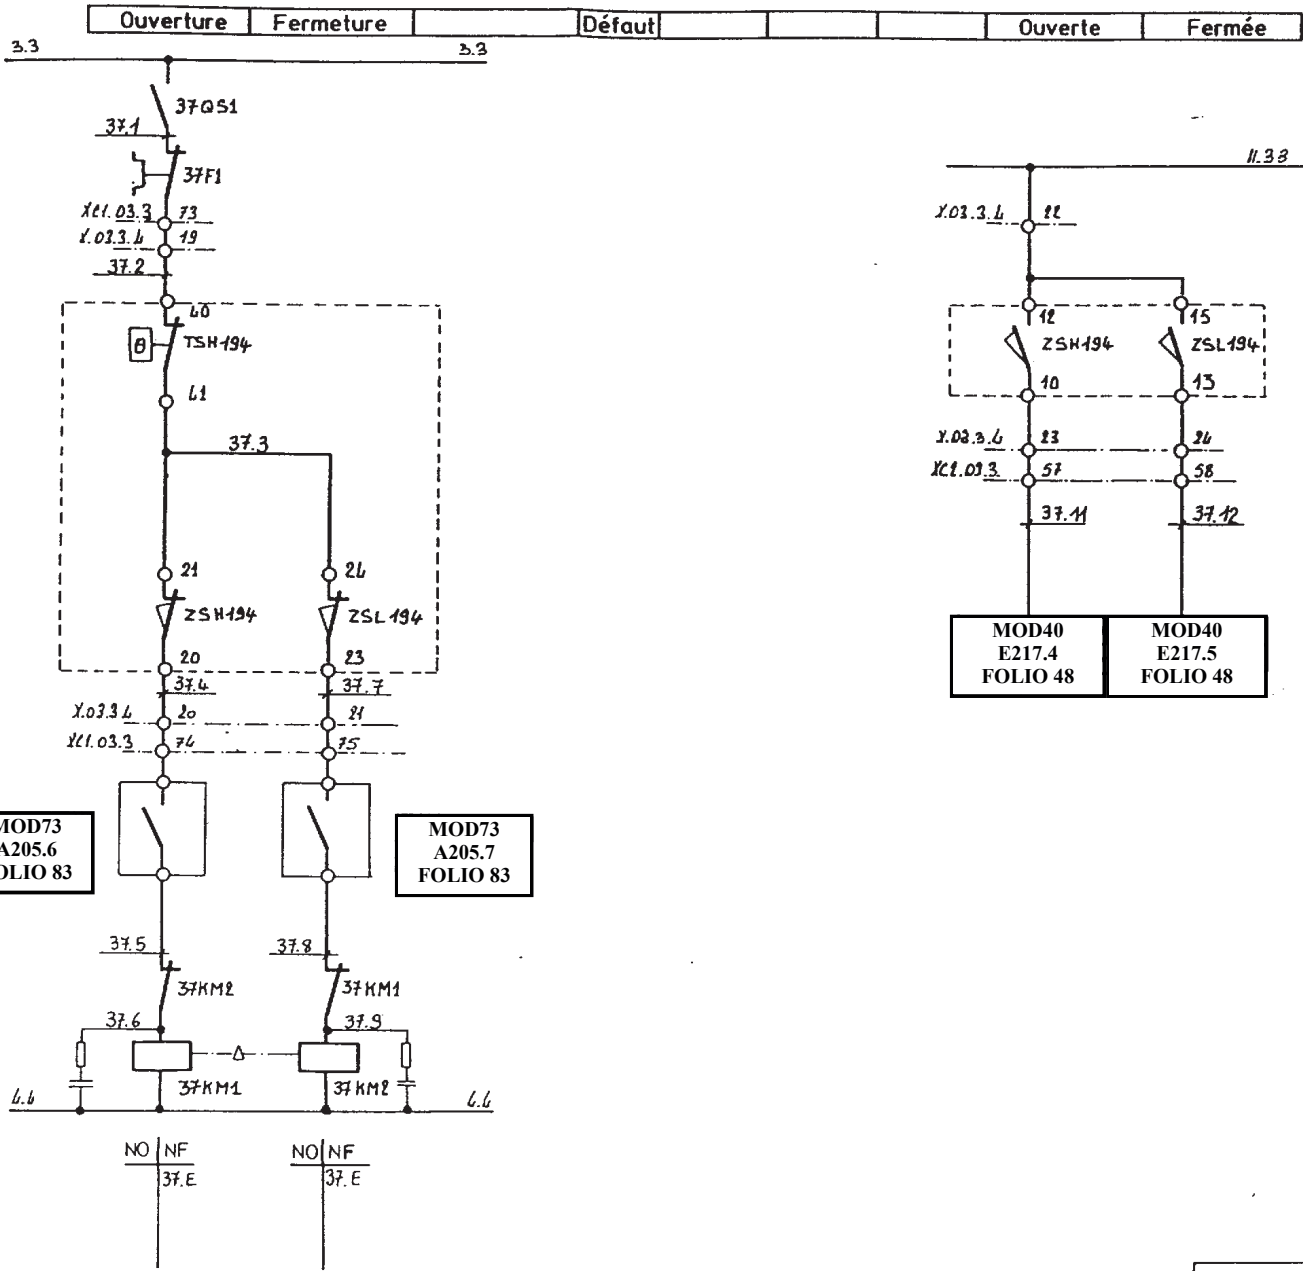 Ouverture Fermeture Défaut Ouverte Fermée
3.3 3.3
37QS1
37.1
37F1
XC1.03.3 73
X.03.3.4 19
37.2
40
θ TSH194
41
37.3
21 24
ZSH194 ZSL194
20 23
37.4 37.7
X.03.3.4 20 21
XC1.03.3 74 75
MOD73
A205.6
FOLIO 83
MOD73
A205.7
FOLIO 83
37.5 37.8
37KM2 37KM1
37.6 37.9
37KM1 37KM2
4.4 4.4
NO NF NO NF
37.E 37.E
11.33
X.03.3.4 22
12 15
ZSH194 ZSL194
10 13
X.03.3.4 23 24
57 58
37.11 37.12
MOD40
E217.4
FOLIO 48
MOD40
E217.5
FOLIO 48